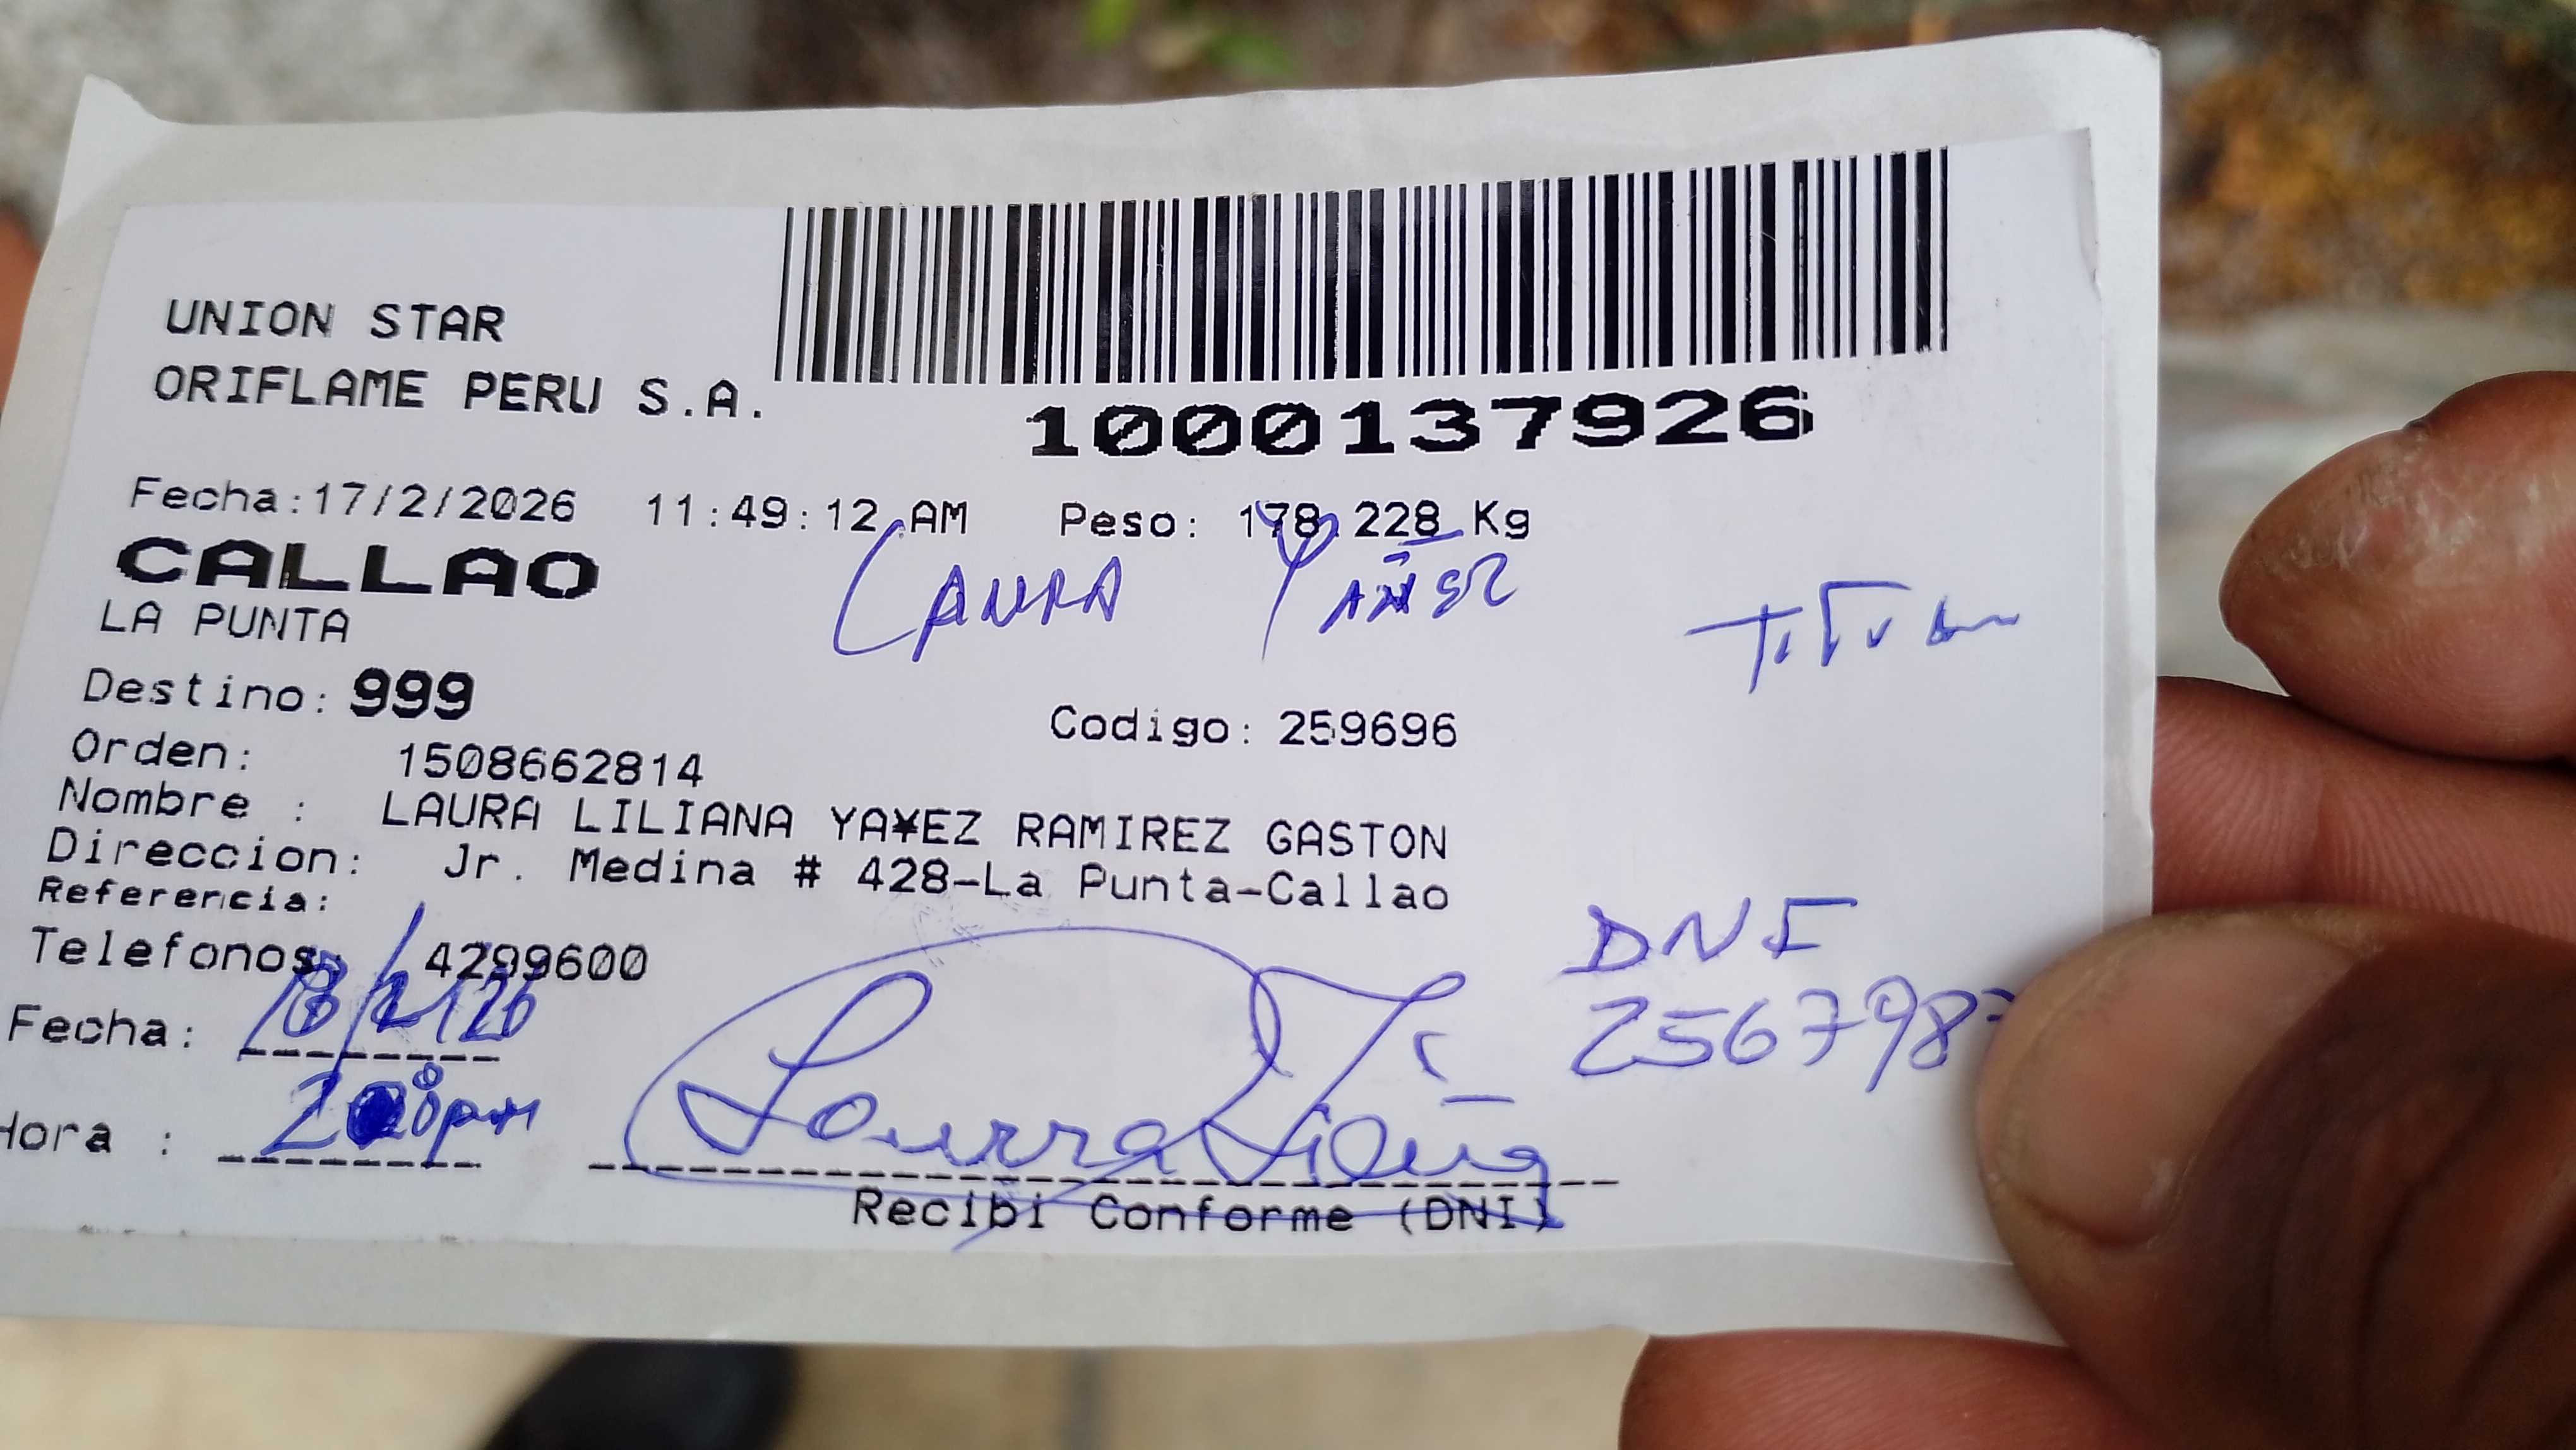 UNION STAR
ORIFLAME PERU S.A.
1000137926
Fecha:17/2/2026 11:49:12 AM Peso: 178.228 Kg
CALLAO
LAURA YAÑEZ
LA PUNTA
Destino: 999
Codigo: 259696
Orden: 1508662814
Nombre : LAURA LILIANA YA¥EZ RAMIREZ GASTON
Direccion: Jr. Medina # 428-La Punta-Callao
Referencia:
Telefonos: 4299600
DNI
2567987
Fecha: 18/2/26
Hora :
Laura
Recibi Conforme (DNI)